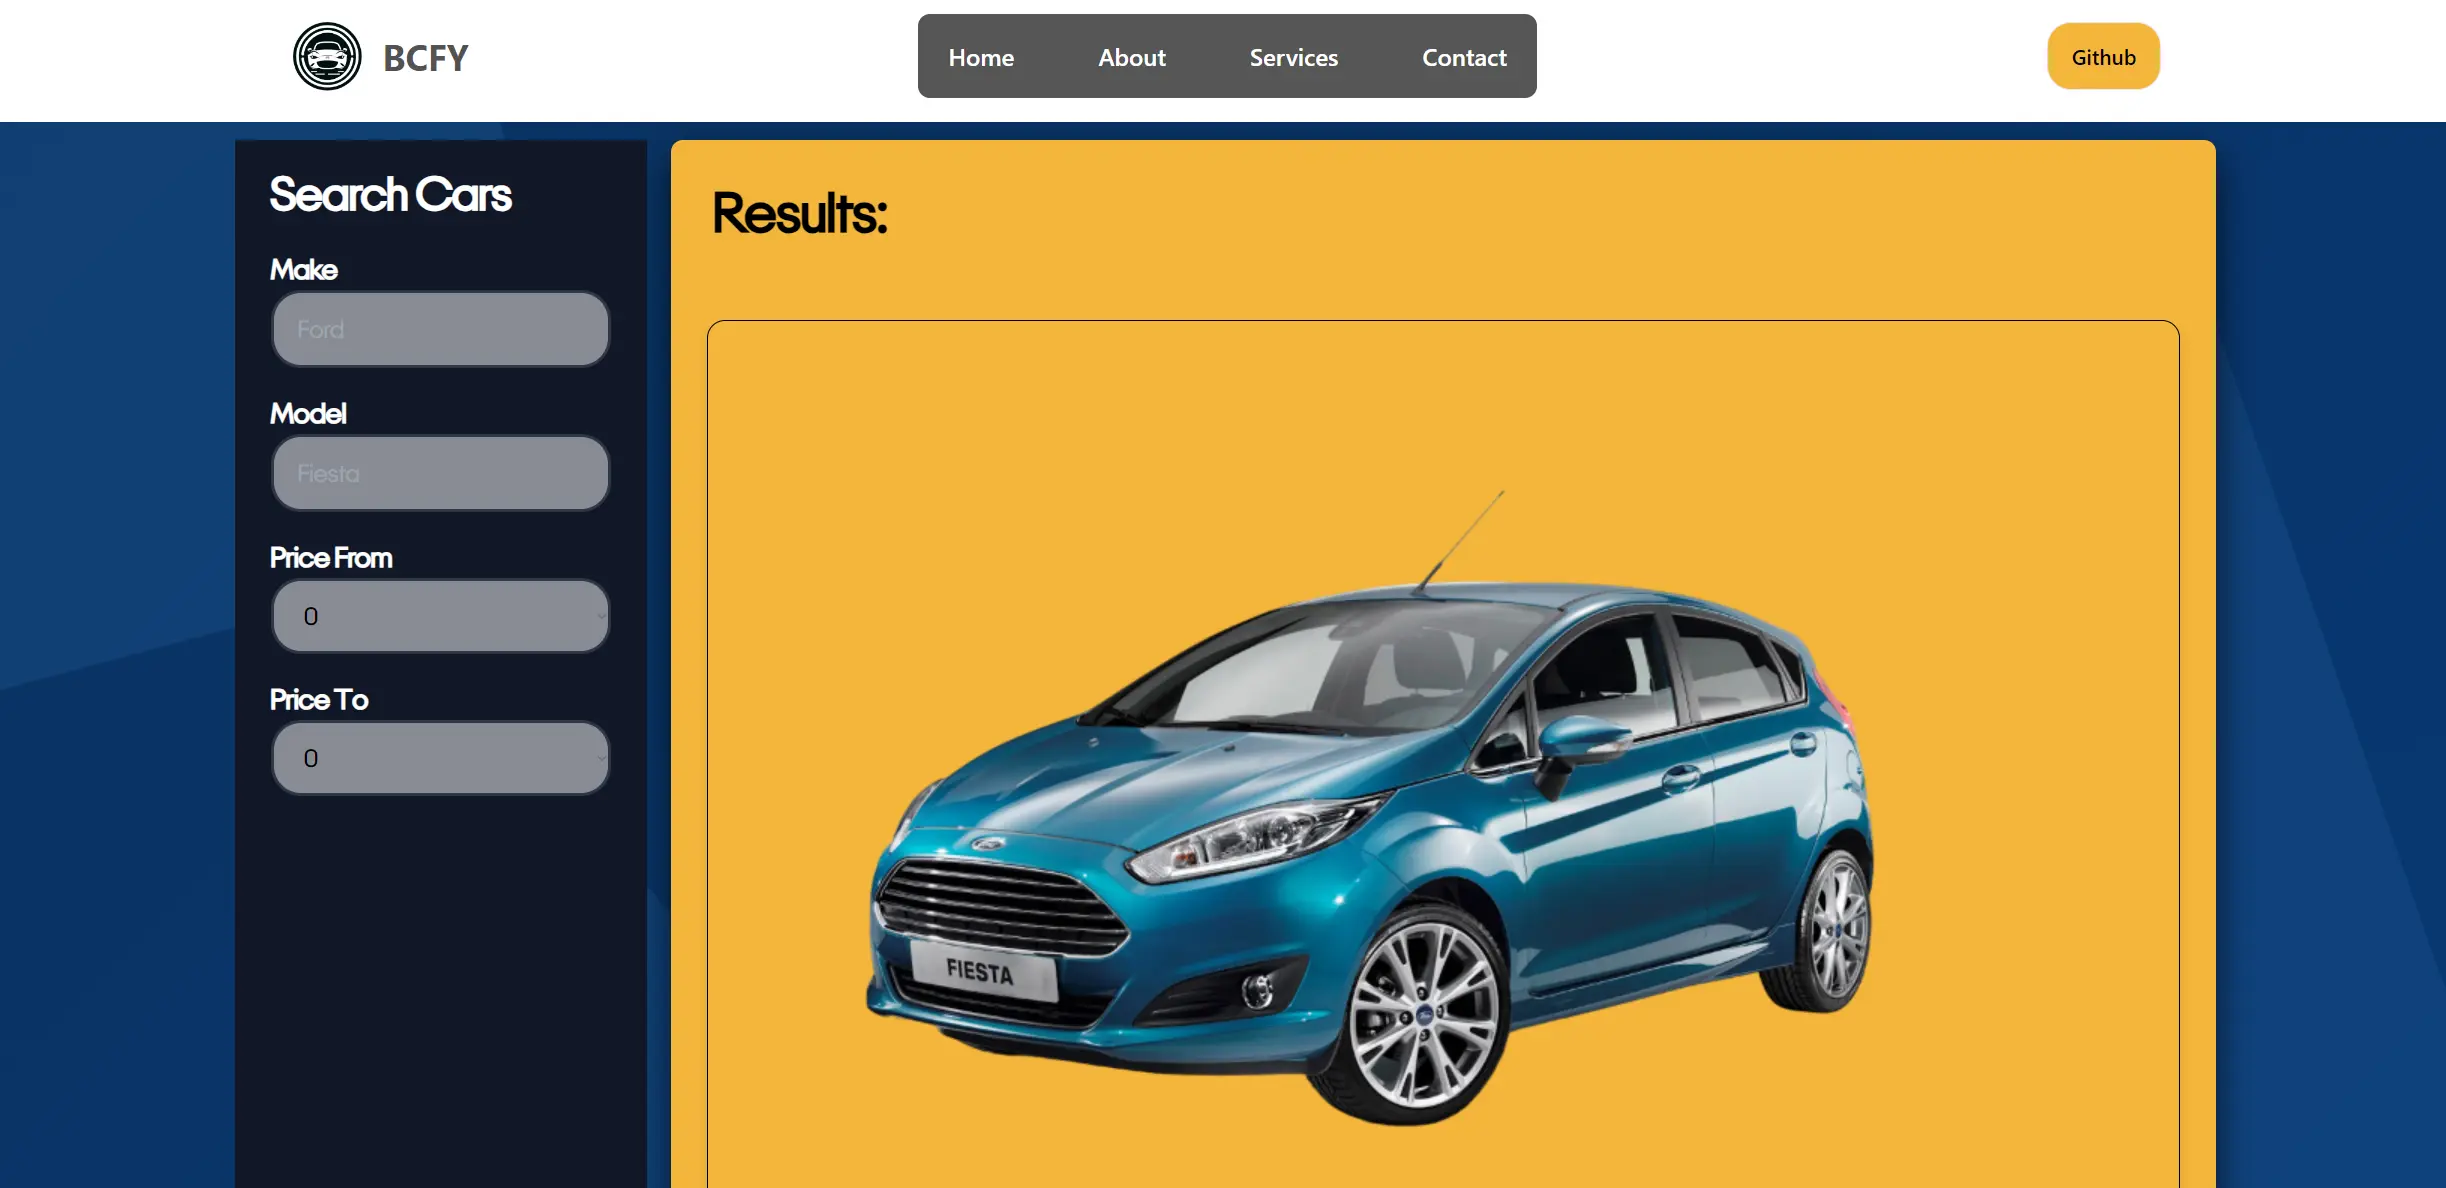 BCFY
Home
About
Services
Contact
Github
Search Cars
Make
Ford
Model
Fiesta
Price From
0
Price To
0
Results:
FIESTA